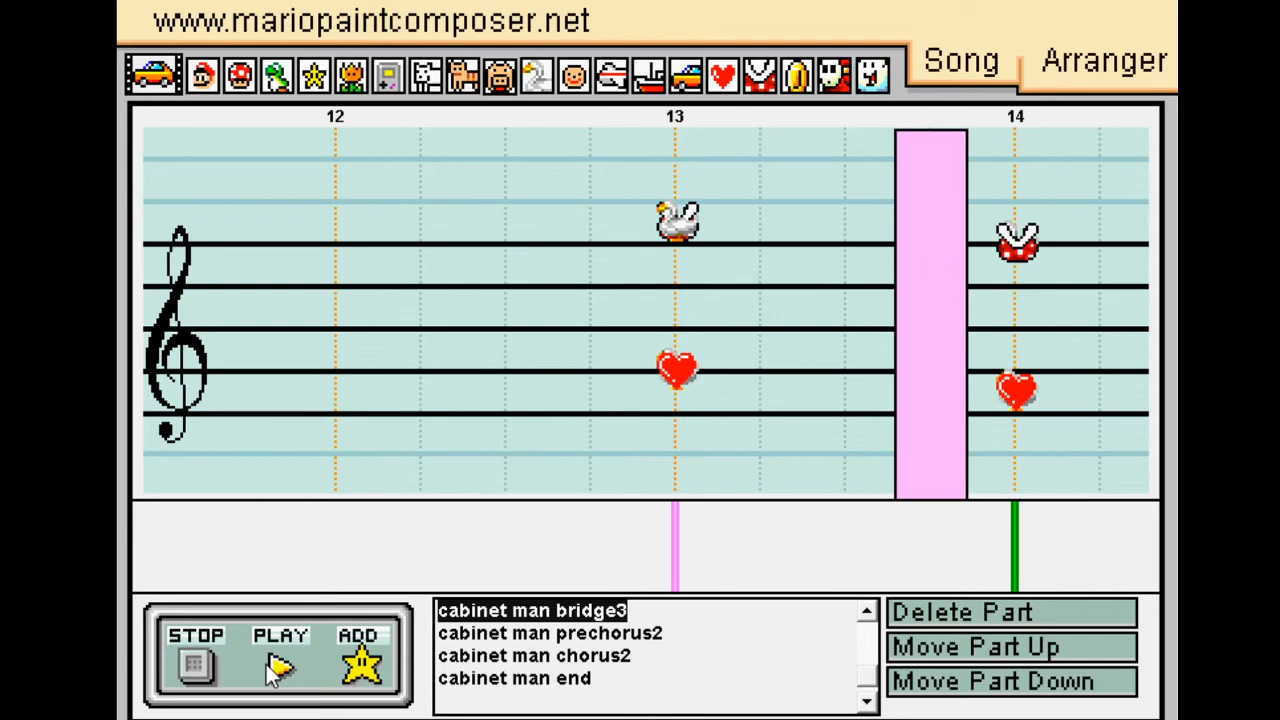 www.mariopaintcomposer.net
Song Arranger
12 13 14
STOP PLAY ADD
cabinet man bridge3
cabinet man prechorus2
cabinet man chorus2
cabinet man end
Delete Part
Move Part Up
Move Part Down